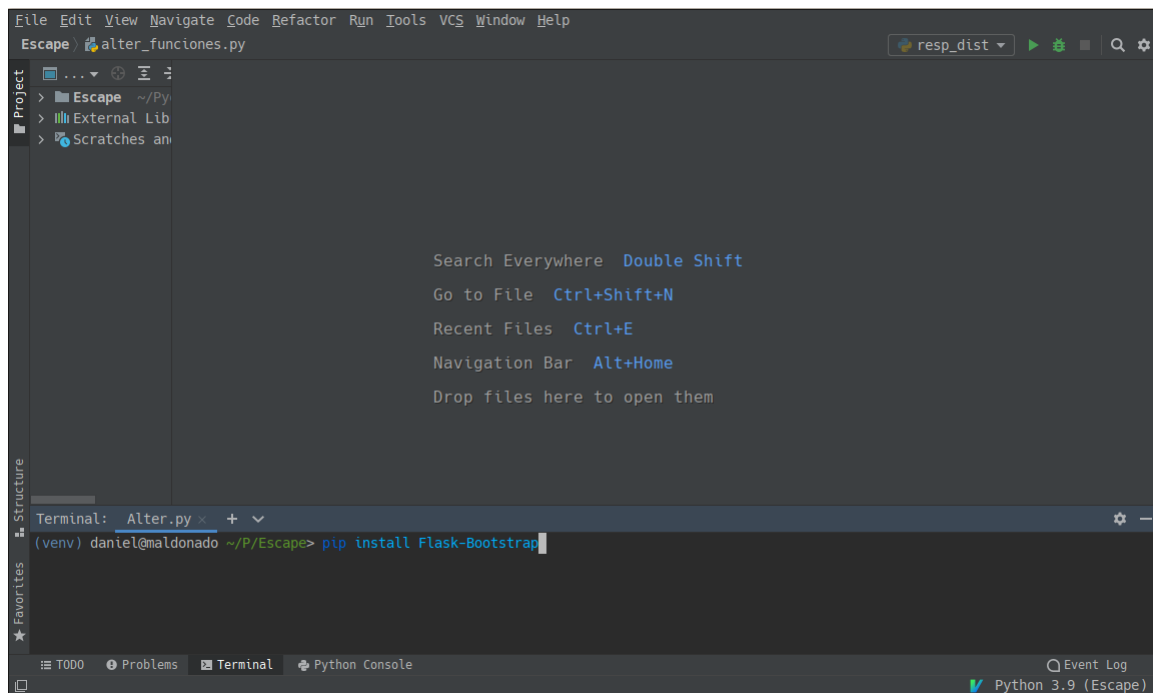 File Edit View Navigate Code Refactor Run Tools VCS Window Help
Escape alter_funciones.py resp_dist
Project
...
Escape ~/Py
External Lib
Scratches an
Search Everywhere Double Shift
Go to File Ctrl+Shift+N
Recent Files Ctrl+E
Navigation Bar Alt+Home
Drop files here to open them
Structure
Favorites
Terminal: Alter.py
(venv) daniel@maldonado ~/P/Escape> pip install Flask-Bootstrap
TODO Problems Terminal Python Console Event Log
Python 3.9 (Escape)